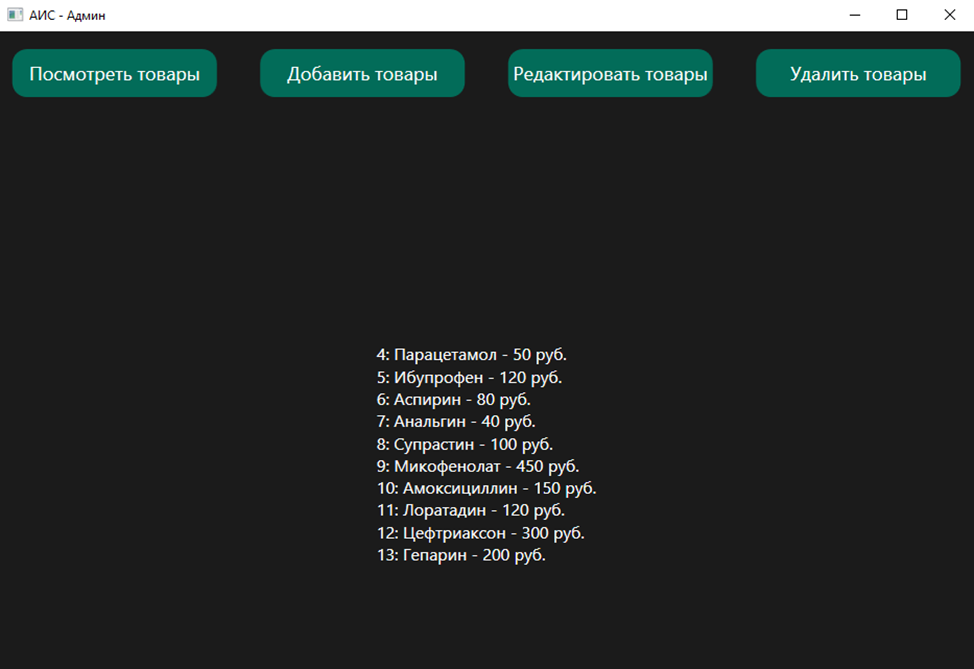 АИС - Админ
Посмотреть товары
Добавить товары
Редактировать товары
Удалить товары
4: Парацетамол - 50 руб.
5: Ибупрофен - 120 руб.
6: Аспирин - 80 руб.
7: Анальгин - 40 руб.
8: Супрастин - 100 руб.
9: Микофенолат - 450 руб.
10: Амоксициллин - 150 руб.
11: Лоратадин - 120 руб.
12: Цефтриаксон - 300 руб.
13: Гепарин - 200 руб.